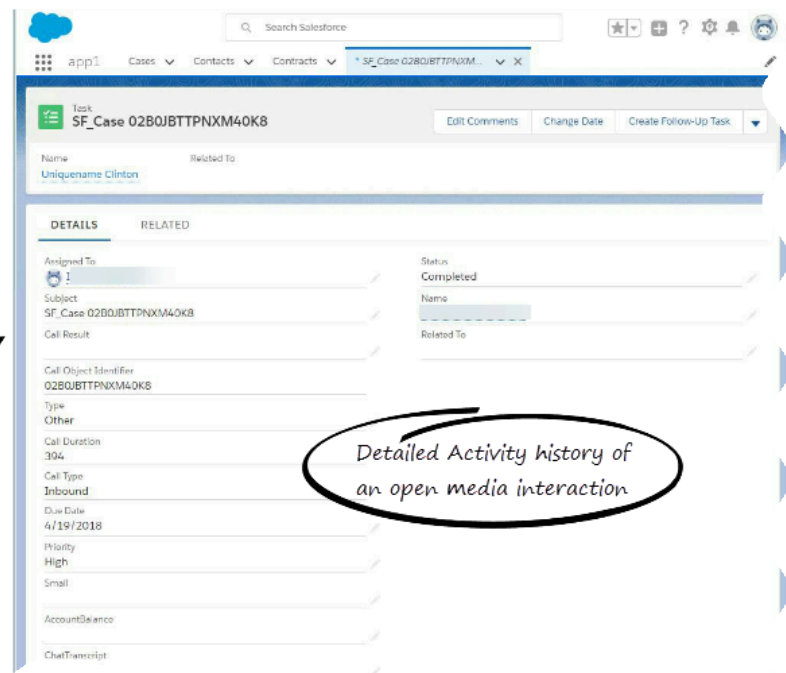 Search Salesforce
app1 Cases Contacts Contracts * SF_Case 02B0JBTTPNXM...
Task
SF_Case 02B0JBTTPNXM40K8
Edit Comments Change Date Create Follow-Up Task
Name Related To
Uniquename Clinton
DETAILS RELATED
Assigned To Status
Completed
Subject Name
SF_Case 02B0JBTTPNXM40K8
Call Result Related To
Call Object Identifier
02B0JBTTPNXM40K8
Type
Other
Call Duration
394
Call Type
Inbound
Due Date
4/19/2018
Priority
High
Small
AccountBalance
ChatTranscript
Detailed Activity history of
an open media interaction